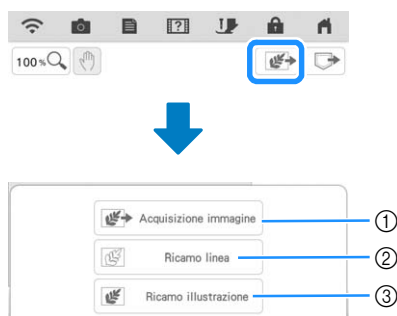 100%
Acquisizione immagine
①
Ricamo linea
②
Ricamo illustrazione
③